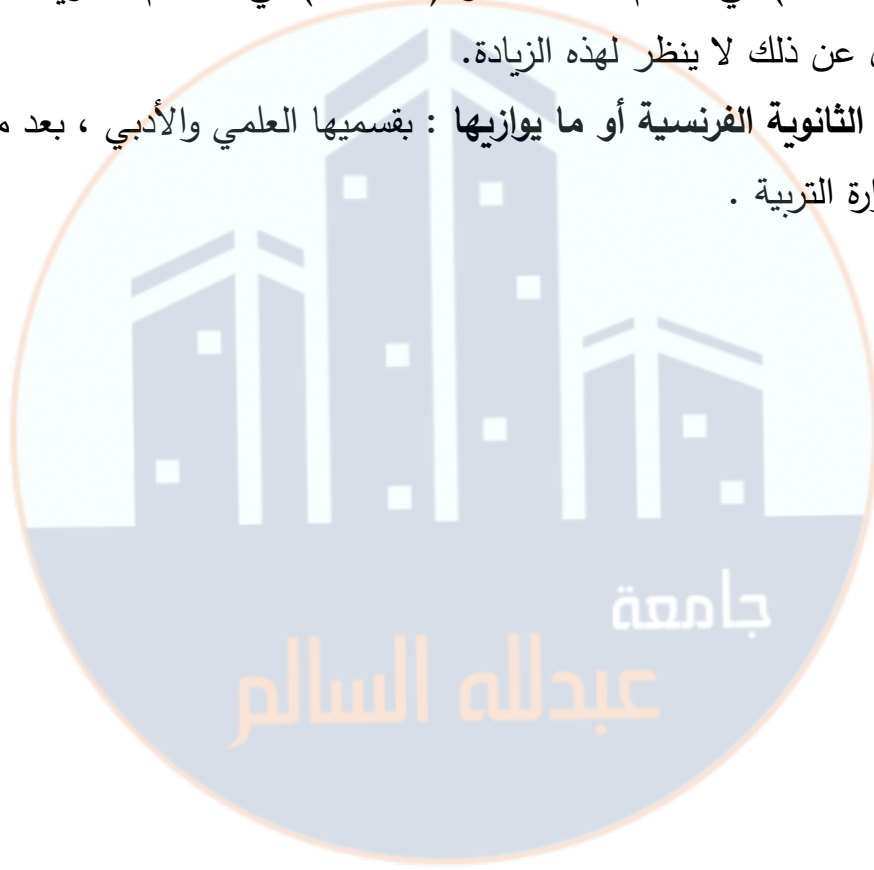 عن ذلك لا ينظر لهذه الزيادة.
الثانوية الفرنسية أو ما يوازيها : بقسميها العلمي والأدبي ، بعد
التربية .
جامعة
عبدلله السالم